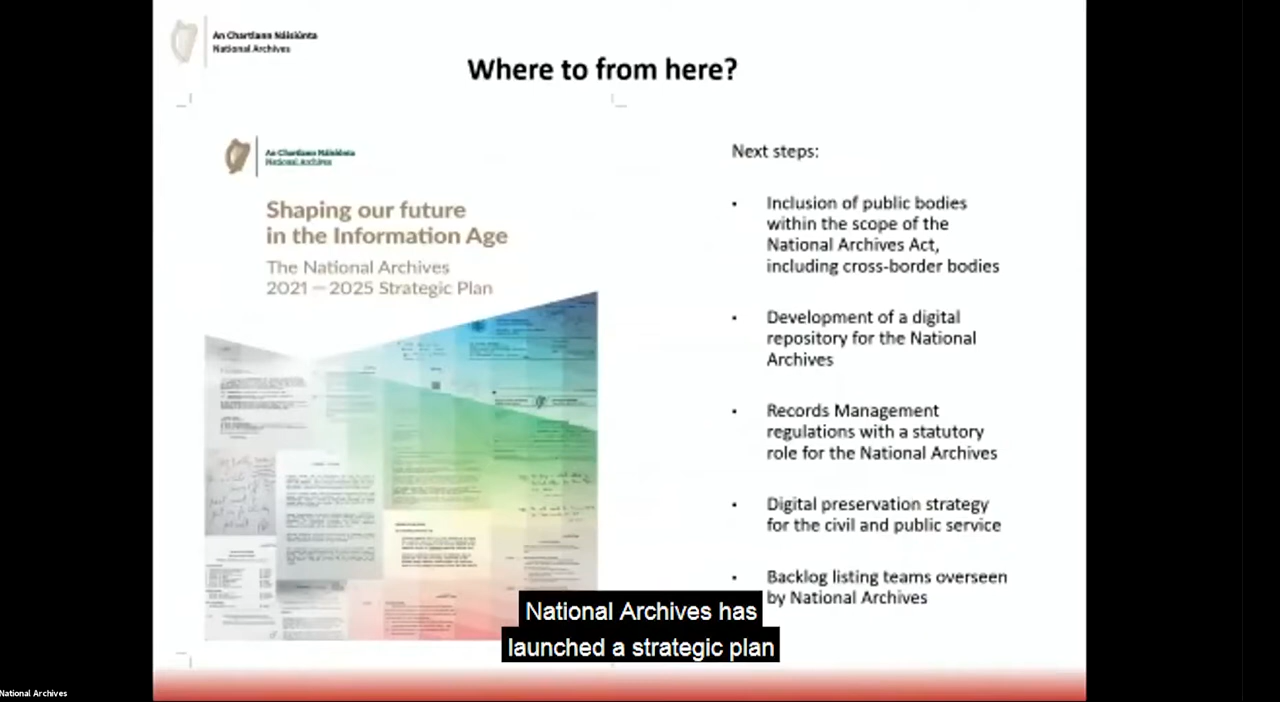 An Chartlann Náisiúnta
National Archives
Where to from here?
An Chartlann Náisiúnta
National Archives
Shaping our future
in the Information Age
The National Archives
2021 – 2025 Strategic Plan
Next steps:
• Inclusion of public bodies
within the scope of the
National Archives Act,
including cross-border bodies
• Development of a digital
repository for the National
Archives
• Records Management
regulations with a statutory
role for the National Archives
• Digital preservation strategy
for the civil and public service
• Backlog listing teams overseen
by National Archives
National Archives has
launched a strategic plan
National Archives